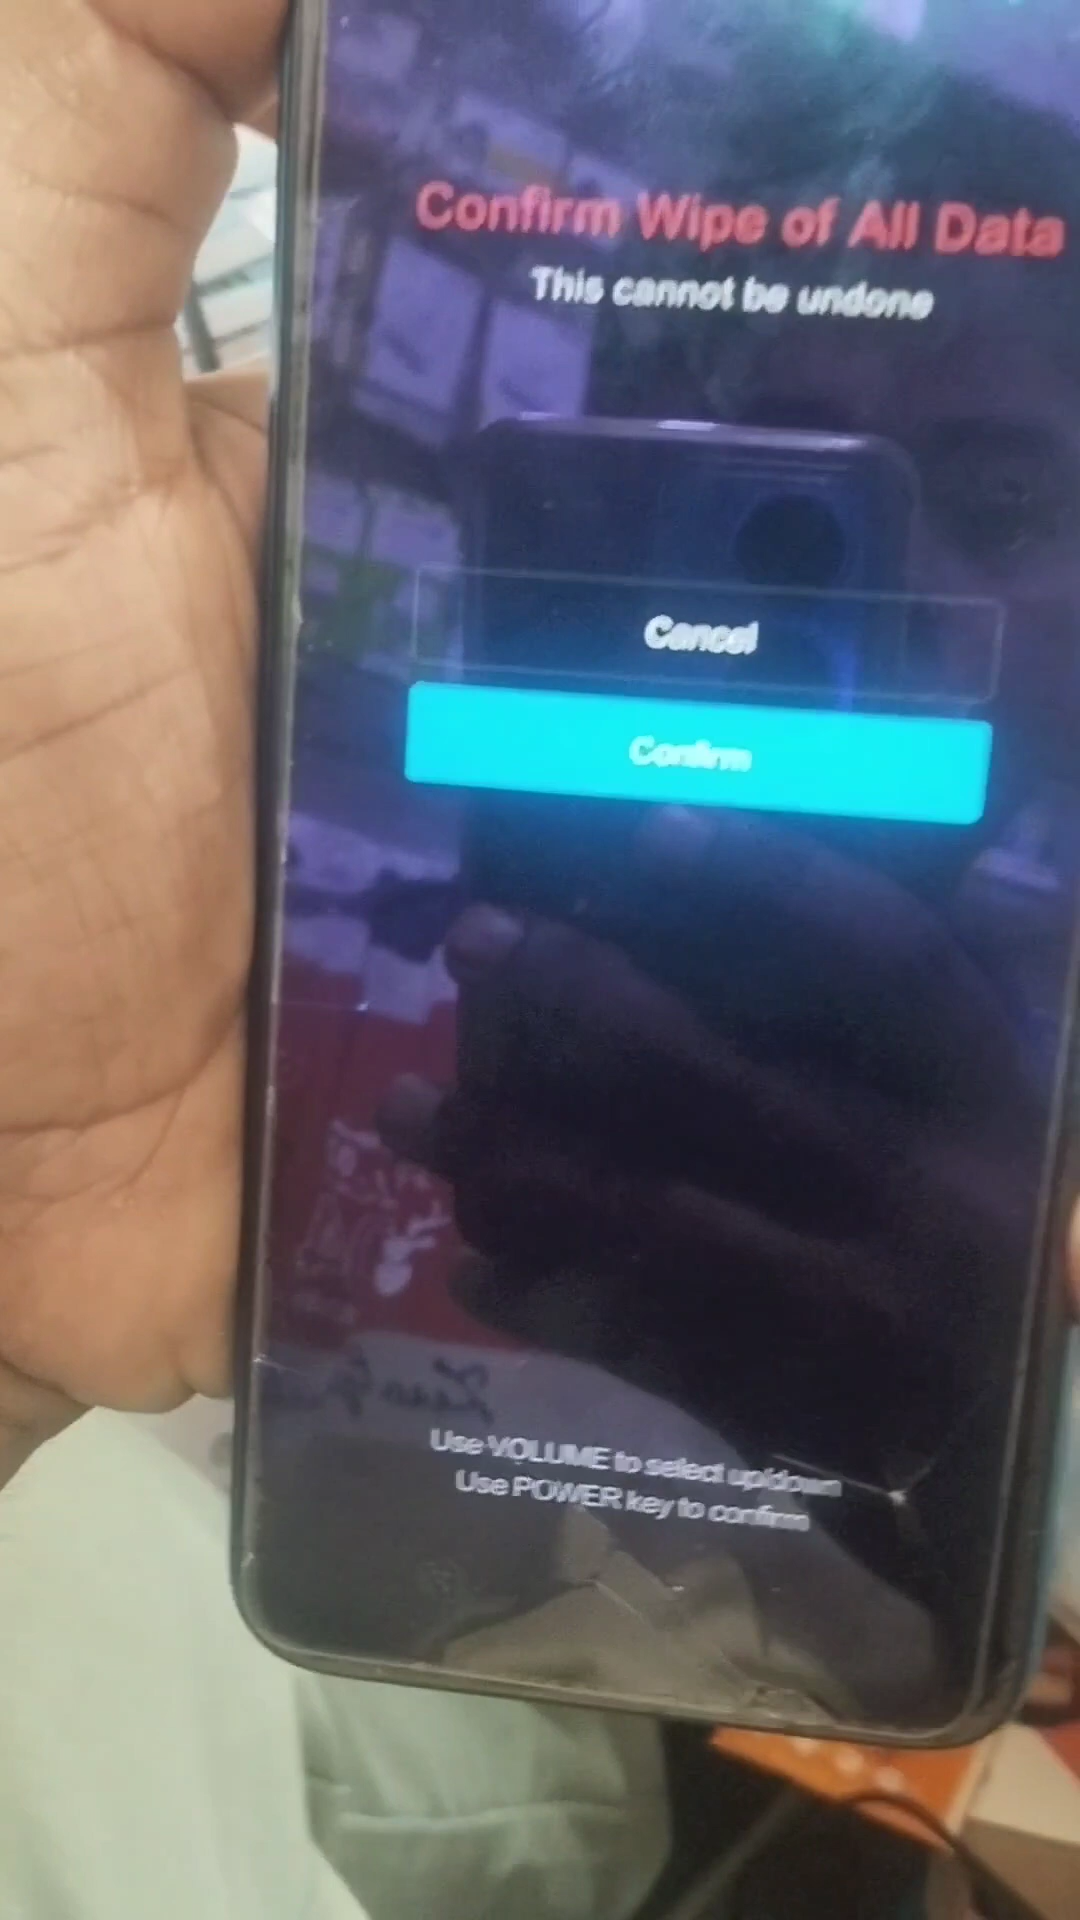 Confirm Wipe of All Data
This cannot be undone
Cancel
Confirm
Use VOLUME to select up/down
Use POWER key to confirm